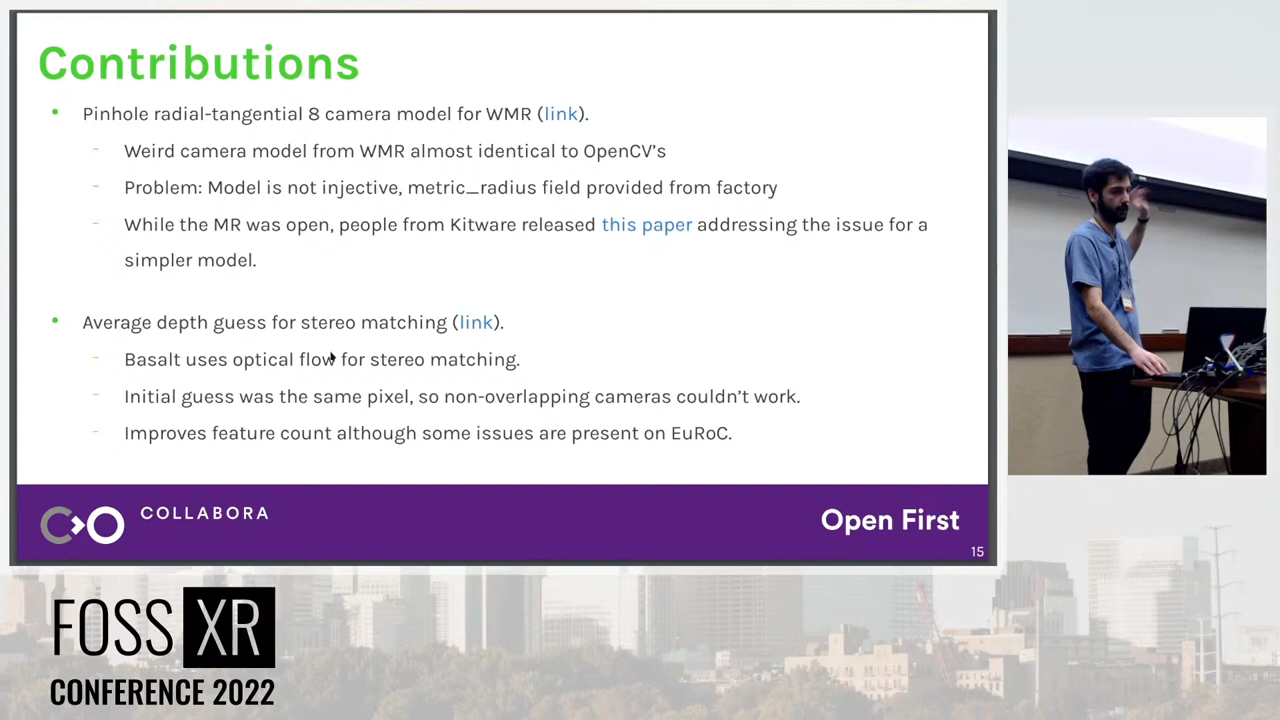 Contributions
• Pinhole radial-tangential 8 camera model for WMR (link).
- Weird camera model from WMR almost identical to OpenCV's
- Problem: Model is not injective, metric_radius field provided from factory
- While the MR was open, people from Kitware released this paper addressing the issue for a
simpler model.
• Average depth guess for stereo matching (link).
- Basalt uses optical flow for stereo matching.
- Initial guess was the same pixel, so non-overlapping cameras couldn't work.
- Improves feature count although some issues are present on EuRoC.
COLLABORA
Open First
15
FOSS XR
CONFERENCE 2022